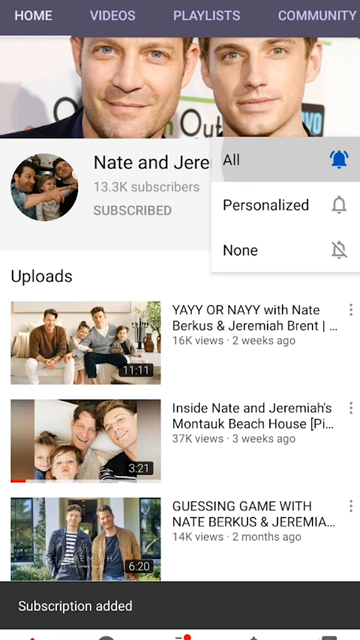 HOME VIDEOS PLAYLISTS COMMUNITY
Out
Out
Nate and Jere
13.3K subscribers
SUBSCRIBED
All
Personalized
None
Uploads
YAYY OR NAYY with Nate
Berkus & Jeremiah Brent | ...
16K views · 2 weeks ago
11:11
Inside Nate and Jeremiah's
Montauk Beach House [Pi...
37K views · 3 weeks ago
3:21
GUESSING GAME WITH
NATE BERKUS & JEREMIA...
14K views · 2 months ago
6:20
Subscription added